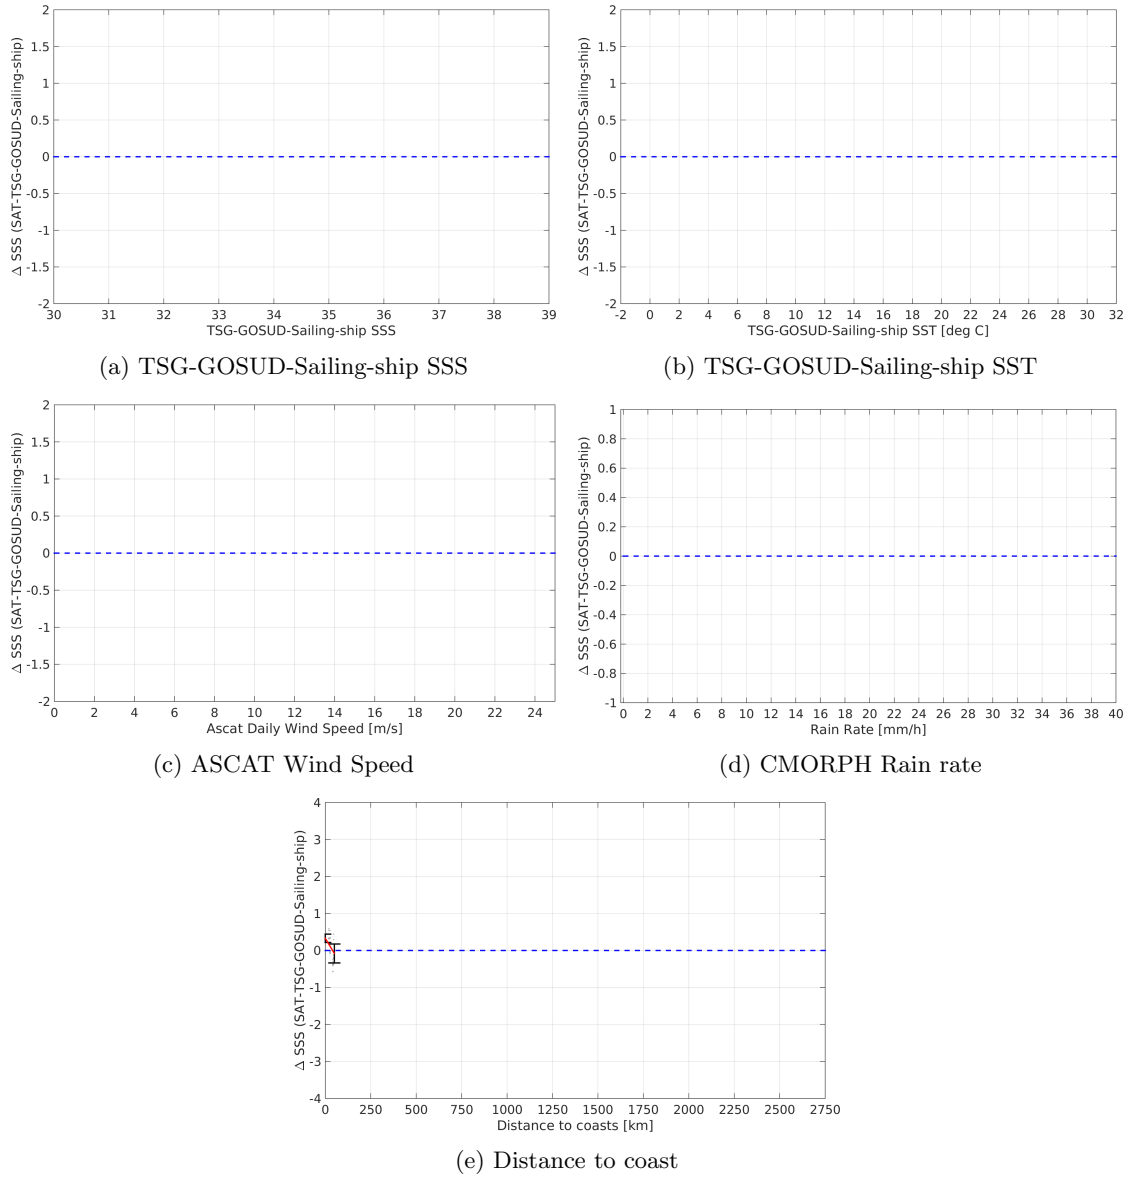 2
1.5
1
0.5
0
-0.5
-1
-1.5
-2
Δ SSS (SAT-TSG-GOSUD-Sailing-ship)
30 31 32 33 34 35 36 37 38 39
TSG-GOSUD-Sailing-ship SSS
(a) TSG-GOSUD-Sailing-ship SSS
2
1.5
1
0.5
0
-0.5
-1
-1.5
-2
Δ SSS (SAT-TSG-GOSUD-Sailing-ship)
-2 0 2 4 6 8 10 12 14 16 18 20 22 24 26 28 30 32
TSG-GOSUD-Sailing-ship SST [deg C]
(b) TSG-GOSUD-Sailing-ship SST
2
1.5
1
0.5
0
-0.5
-1
-1.5
-2
Δ SSS (SAT-TSG-GOSUD-Sailing-ship)
0 2 4 6 8 10 12 14 16 18 20 22 24
Ascat Daily Wind Speed [m/s]
(c) ASCAT Wind Speed
1
0.8
0.6
0.4
0.2
0
-0.2
-0.4
-0.6
-0.8
-1
Δ SSS (SAT-TSG-GOSUD-Sailing-ship)
0 2 4 6 8 10 12 14 16 18 20 22 24 26 28 30 32 34 36 38 40
Rain Rate [mm/h]
(d) CMORPH Rain rate
4
3
2
1
0
-1
-2
-3
-4
Δ SSS (SAT-TSG-GOSUD-Sailing-ship)
0 250 500 750 1000 1250 1500 1750 2000 2250 2500 2750
Distance to coasts [km]
(e) Distance to coast